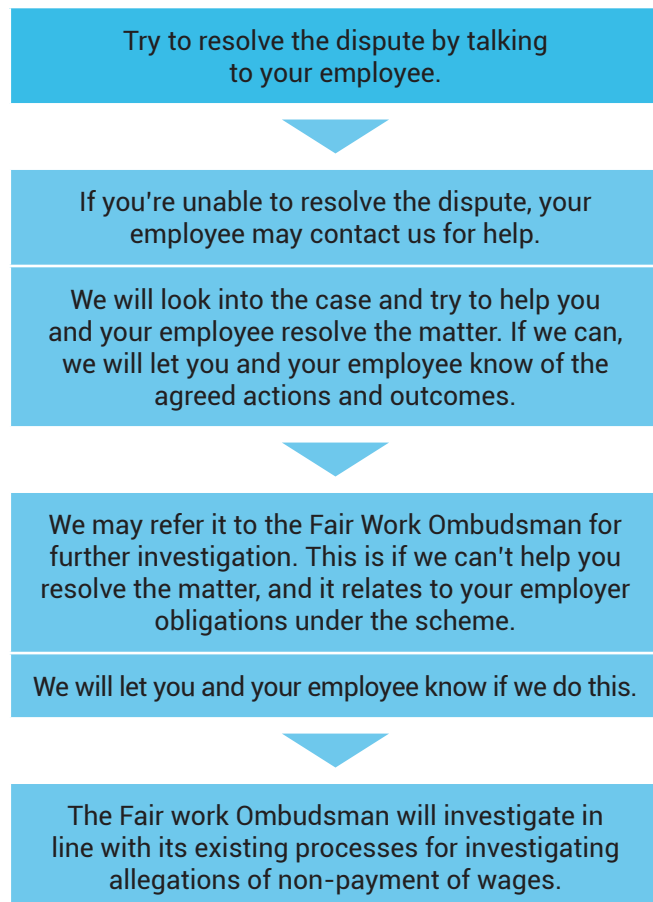 Try to resolve the dispute by talking
to your employee.
If you're unable to resolve the dispute, your
employee may contact us for help.
We will look into the case and try to help you
and your employee resolve the matter. If we can,
we will let you and your employee know of the
agreed actions and outcomes.
We may refer it to the Fair Work Ombudsman for
further investigation. This is if we can't help you
resolve the matter, and it relates to your employer
obligations under the scheme.
We will let you and your employee know if we do this.
The Fair work Ombudsman will investigate in
line with its existing processes for investigating
allegations of non-payment of wages.